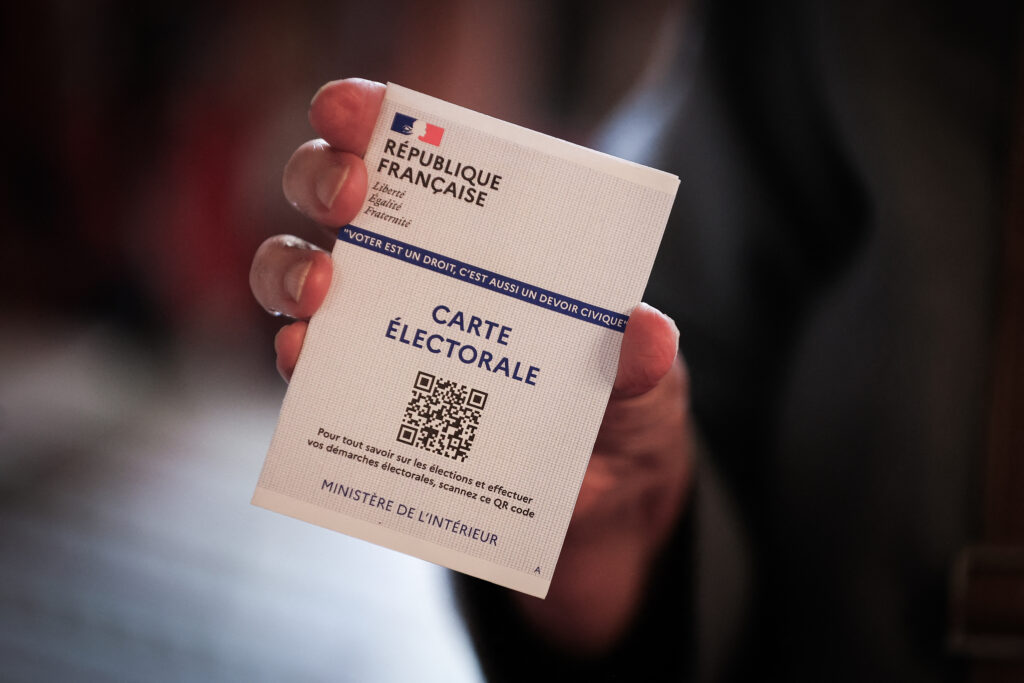 RÉPUBLIQUE
FRANÇAISE
Liberté
Égalité
Fraternité
"VOTER EST UN DROIT, C'EST AUSSI UN DEVOIR CIVIQUE"
CARTE
ÉLECTORALE
Pour tout savoir sur les élections et effectuer
vos démarches électorales, scannez ce QR code
MINISTÈRE DE L'INTÉRIEUR
A